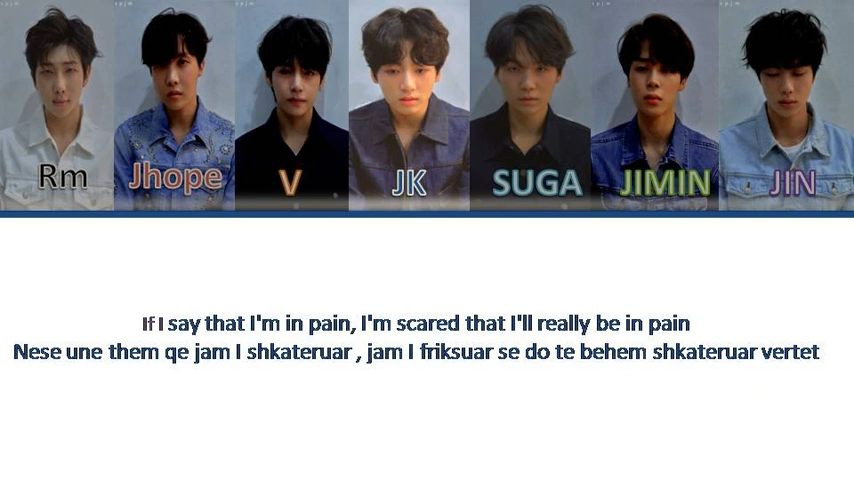 Rm Jhope V JK SUGA JIMIN JIN
If I say that I'm in pain, I'm scared that I'll really be in pain
Nese une them qe jam I shkateruar , jam I friksuar se do te behem shkateruar vertet